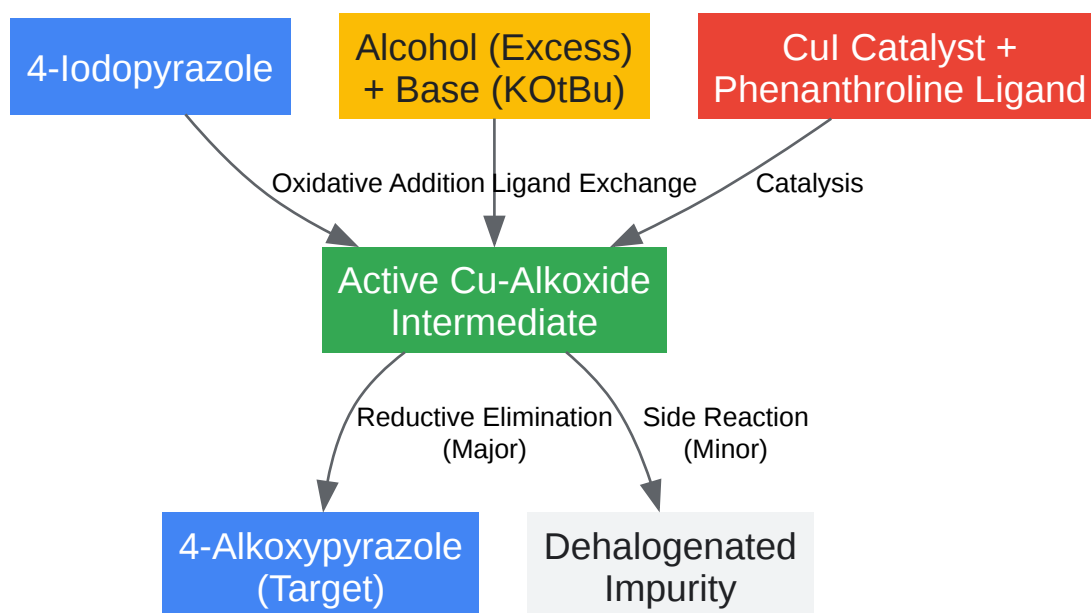 4-Iodopyrazole
Alcohol (Excess)
+ Base (KOtBu)
CuI Catalyst +
Phenanthroline Ligand
Oxidative Addition
Ligand Exchange
Catalysis
Active Cu-Alkoxide
Intermediate
Reductive Elimination
(Major)
Side Reaction
(Minor)
4-Alkoxypyrazole
(Target)
Dehalogenated
Impurity